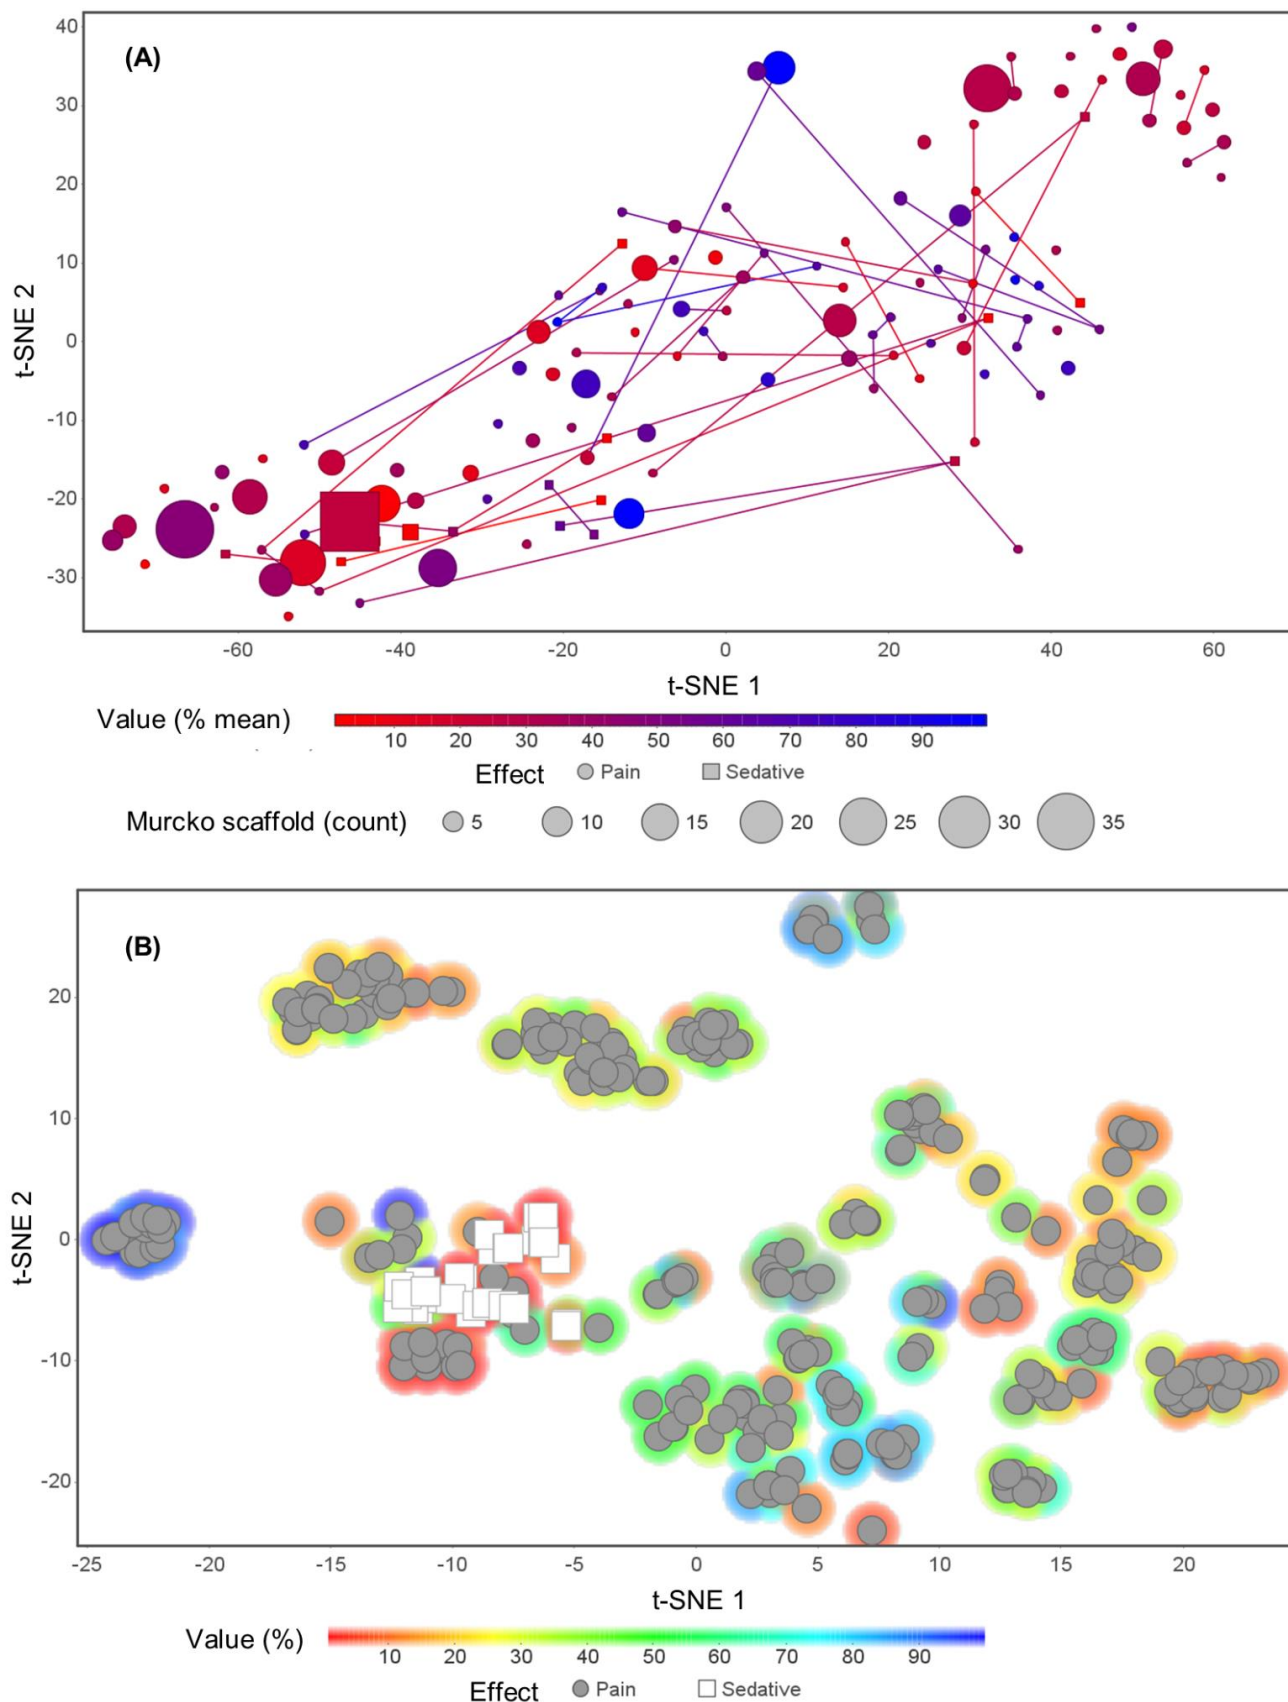 (A)
40
30
20
10
0
-10
-20
-30
t-SNE 2
-60 -40 -20 0 20 40 60
t-SNE 1
Value (% mean)
10 20 30 40 50 60 70 80 90
Effect Pain Sedative
Murcko scaffold (count) 5 10 15 20 25 30 35
(B)
20
10
0
-10
-20
t-SNE 2
-25 -20 -15 -10 -5 0 5 10 15 20
t-SNE 1
Value (%)
10 20 30 40 50 60 70 80 90
Effect Pain Sedative